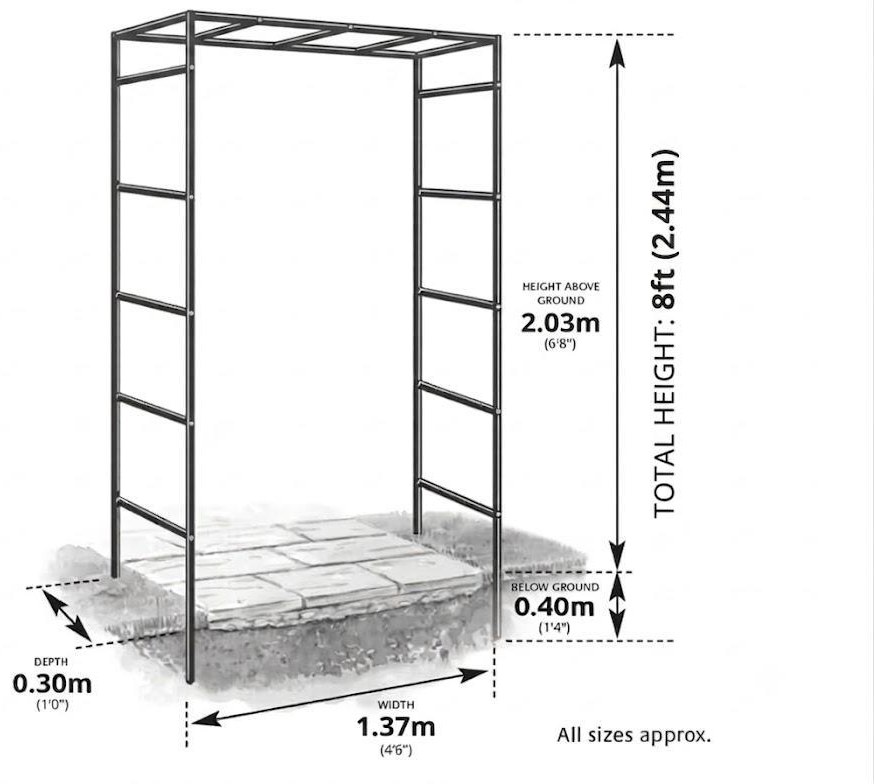 HEIGHT ABOVE
GROUND
2.03m
(6'8")
TOTAL HEIGHT: 8ft (2.44m)
BELOW GROUND
0.40m
(1'4")
DEPTH
0.30m
(1'0")
WIDTH
1.37m
(4'6")
All sizes approx.